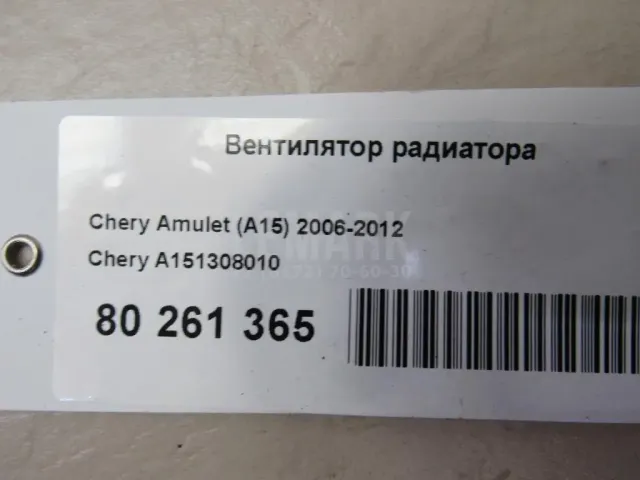 Вентилятор радиатора
Chery Amulet (A15) 2006-2012
Chery A151308010
80 261 365